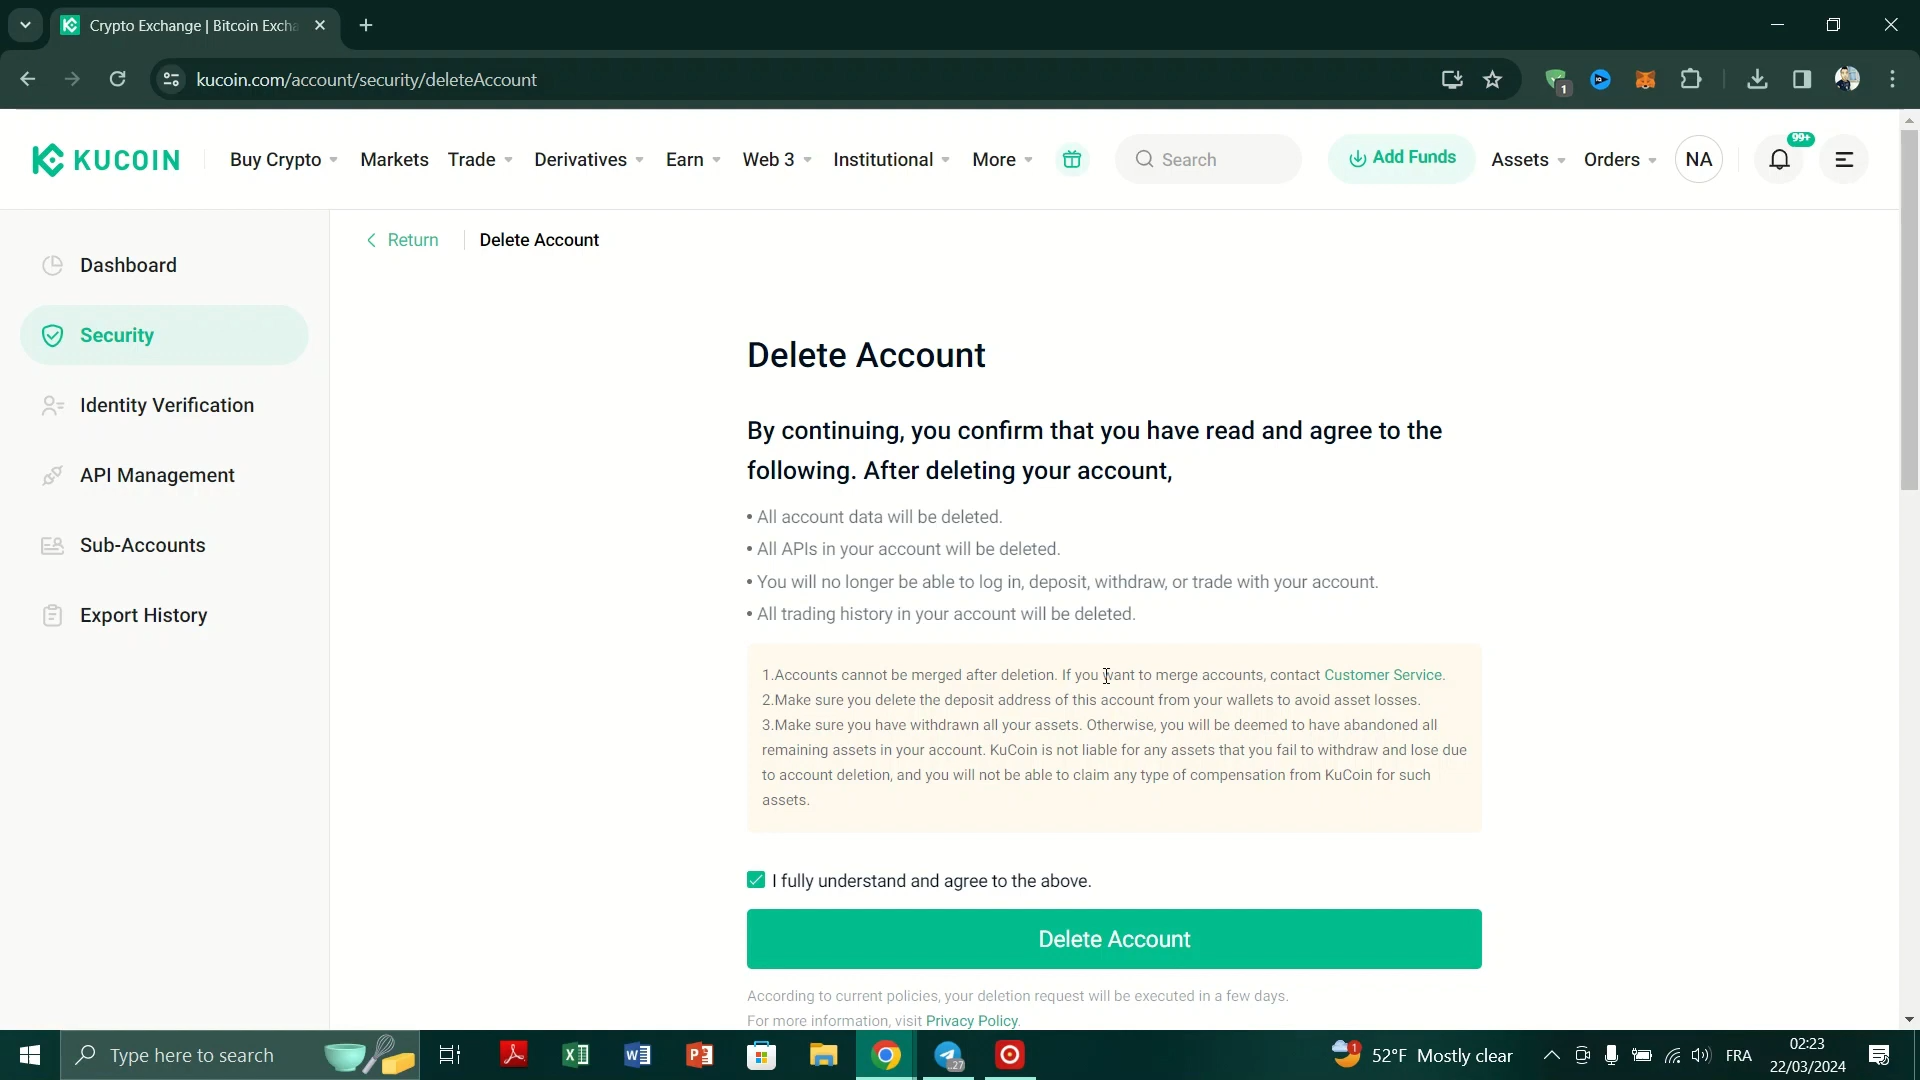 Crypto Exchange | Bitcoin Excha
kucoin.com/account/security/deleteAccount
1
KUCOIN
Buy Crypto
Markets
Trade
Derivatives
Earn
Web 3
Institutional
More
Search
Add Funds
Assets
Orders
NA
99+
Dashboard
Security
Identity Verification
API Management
Sub-Accounts
Export History
Return
Delete Account
Delete Account
By continuing, you confirm that you have read and agree to the
following. After deleting your account,
• All account data will be deleted.
• All APIs in your account will be deleted.
• You will no longer be able to log in, deposit, withdraw, or trade with your account.
• All trading history in your account will be deleted.
1.Accounts cannot be merged after deletion. If you want to merge accounts, contact Customer Service.
2.Make sure you delete the deposit address of this account from your wallets to avoid asset losses.
3.Make sure you have withdrawn all your assets. Otherwise, you will be deemed to have abandoned all
remaining assets in your account. KuCoin is not liable for any assets that you fail to withdraw and lose due
to account deletion, and you will not be able to claim any type of compensation from KuCoin for such
assets.
I fully understand and agree to the above.
Delete Account
According to current policies, your deletion request will be executed in a few days.
For more information, visit Privacy Policy.
Type here to search
27
1
52°F Mostly clear
FRA
02:23
22/03/2024